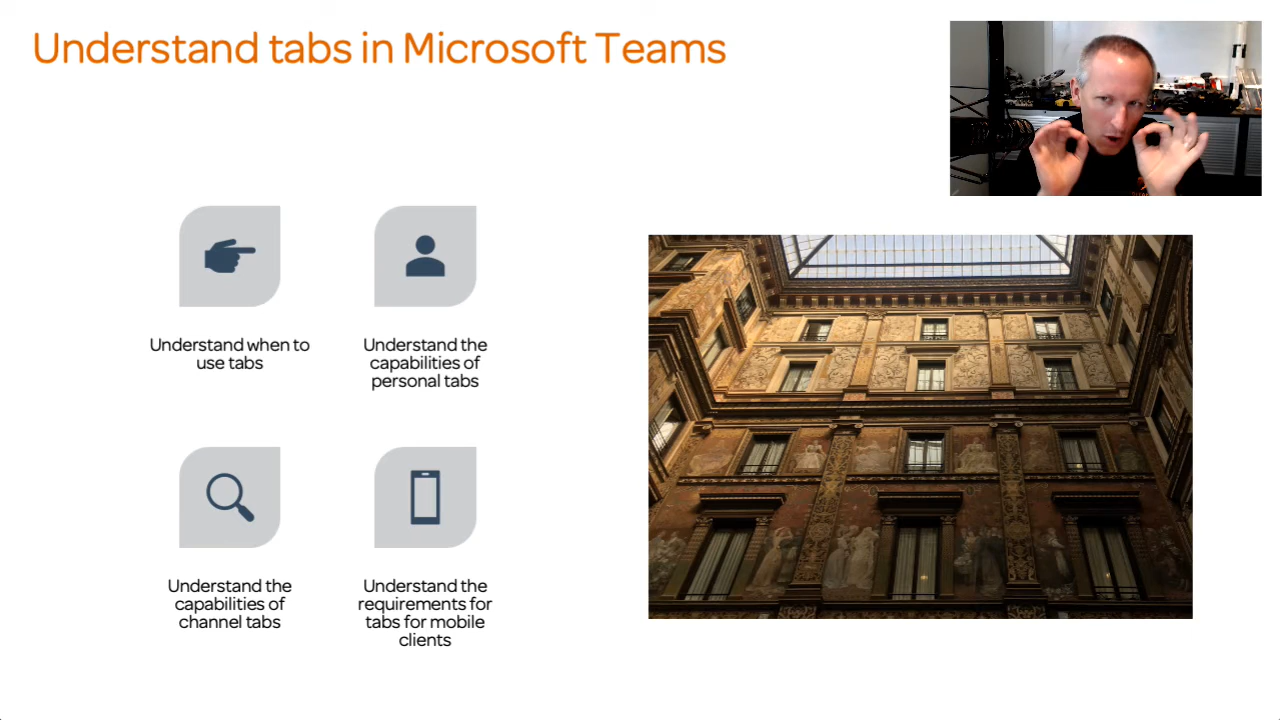 Understand tabs in Microsoft Teams
Understand when to
use tabs
Understand the
capabilities of
personal tabs
Understand the
capabilities of
channel tabs
Understand the
requirements for
tabs for mobile
clients